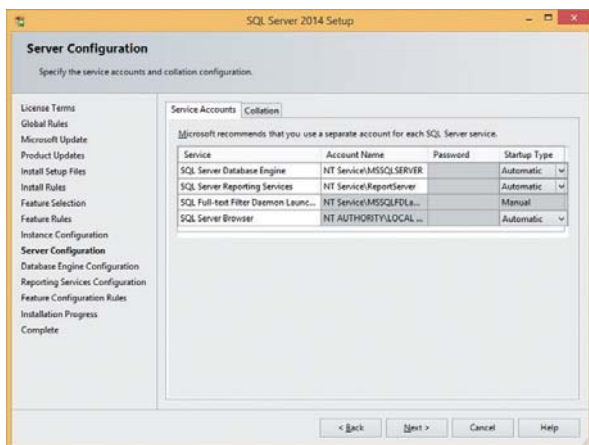 SQL Server 2014 Setup
Server Configuration
Specify the service accounts and collation configuration.
License Terms
Global Rules
Microsoft Update
Product Updates
Install Setup Files
Install Rules
Feature Selection
Feature Rules
Instance Configuration
Server Configuration
Database Engine Configuration
Reporting Services Configuration
Feature Configuration Rules
Installation Progress
Complete
Service Accounts Collation
Microsoft recommends that you use a separate account for each SQL Server service.
Service Account Name Password Startup Type
SQL Server Database Engine NT Service\MSSQLSERVER Automatic
SQL Server Reporting Services NT Service\ReportServer Automatic
SQL Full-text Filter Daemon Launc... NT Service\MSSQLFDLa... Manual
SQL Server Browser NT AUTHORITY\LOCAL ... Automatic
< Back Next > Cancel Help